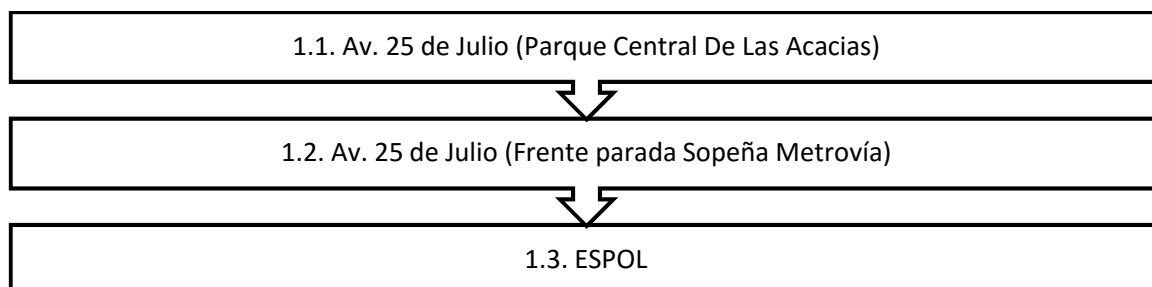 1.1. Av. 25 de Julio (Parque Central De Las Acacias)
1.2. Av. 25 de Julio (Frente parada Sopeña Metrovía)
1.3. ESPOL